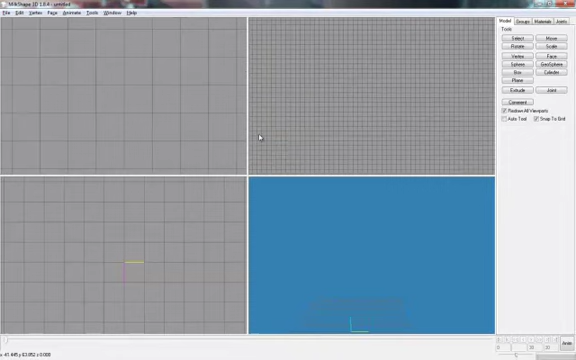 MilkShape 3D 1.8.4 - untitled
File Edit Vertex Face Animate Tools Window Help
Model Groups Materials Joints
Tools
Select Move
Rotate Scale
Vertex Face
Sphere GeoSphere
Box Cylinder
Plane
Extrude Joint
Comment
Redraw All Viewports
Auto Tool Snap To Grid
Anim